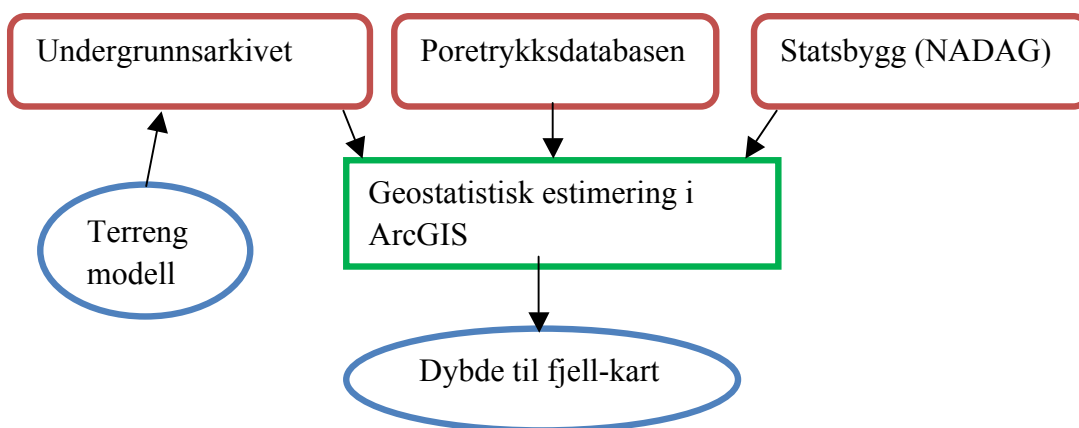 Undergrunnsarkivet
Poretrykksdatabasen
Statsbygg (NADAG)
Geostatistisk estimering i
ArcGIS
Terreng
modell
Dybde til fjell-kart